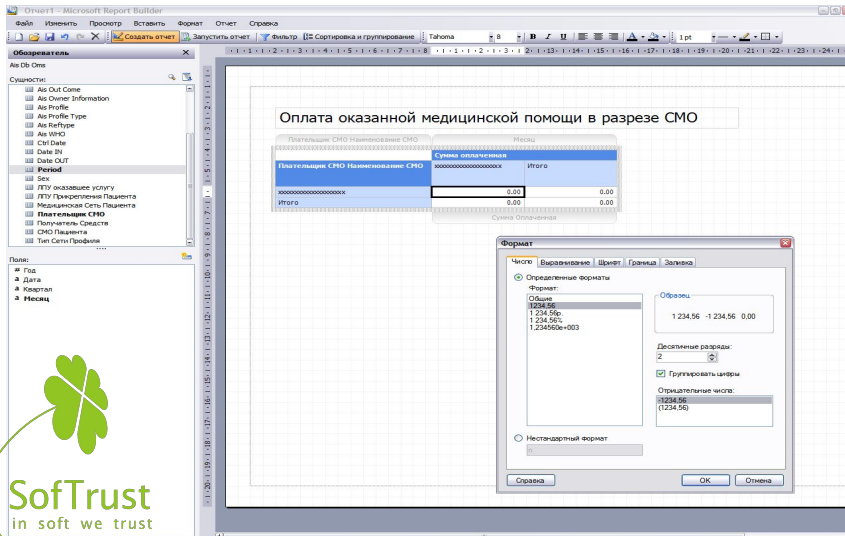 Отчет1 - Microsoft Report Builder
Файл Изменить Просмотр Вставить Формат Отчет Справка
Создать отчет Запустить отчет Фильтр Сортировка и группирование Tahoma 8 B I U A 1 pt
Обозреватель
Ais Db Oms
Сущности:
Ais Out Come
Ais Owner Information
Ais Profile
Ais Profile Type
Ais Reftype
Ais WHO
Ctrl Date
Date IN
Date OUT
Period
Sex
ЛПУ оказавшее услугу
ЛПУ Прикрепления Пациента
Медицинская Сеть Пациента
Плательщик СМО
Получатель Средств
СМО Пациента
Тип Сети Профиля
Поля:
# Год
a Дата
a Квартал
a Месяц
SofTrust
in soft we trust
Оплата оказанной медицинской помощи в разрезе СМО
Плательщик СМО Наименование СМО Месяц
Сумма оплаченная
Плательщик СМО Наименование СМО xxxxxxxxxxxxxxxxxxxx Итого
xxxxxxxxxxxxxxxxxxxx 0.00 0.00
Итого 0.00 0.00
Сумма Оплаченная
Формат
Число Выравнивание Шрифт Граница Заливка
Определенные форматы
Формат:
Общие
1234,56
1 234,56р.
1 234,56%
1,234560e+003
Образец
1 234,56 -1 234,56 0,00
Десятичные разряды:
2
Группировать цифры
Отрицательные числа:
-1234,56
(1234,56)
Нестандартный формат
Справка OK Отмена